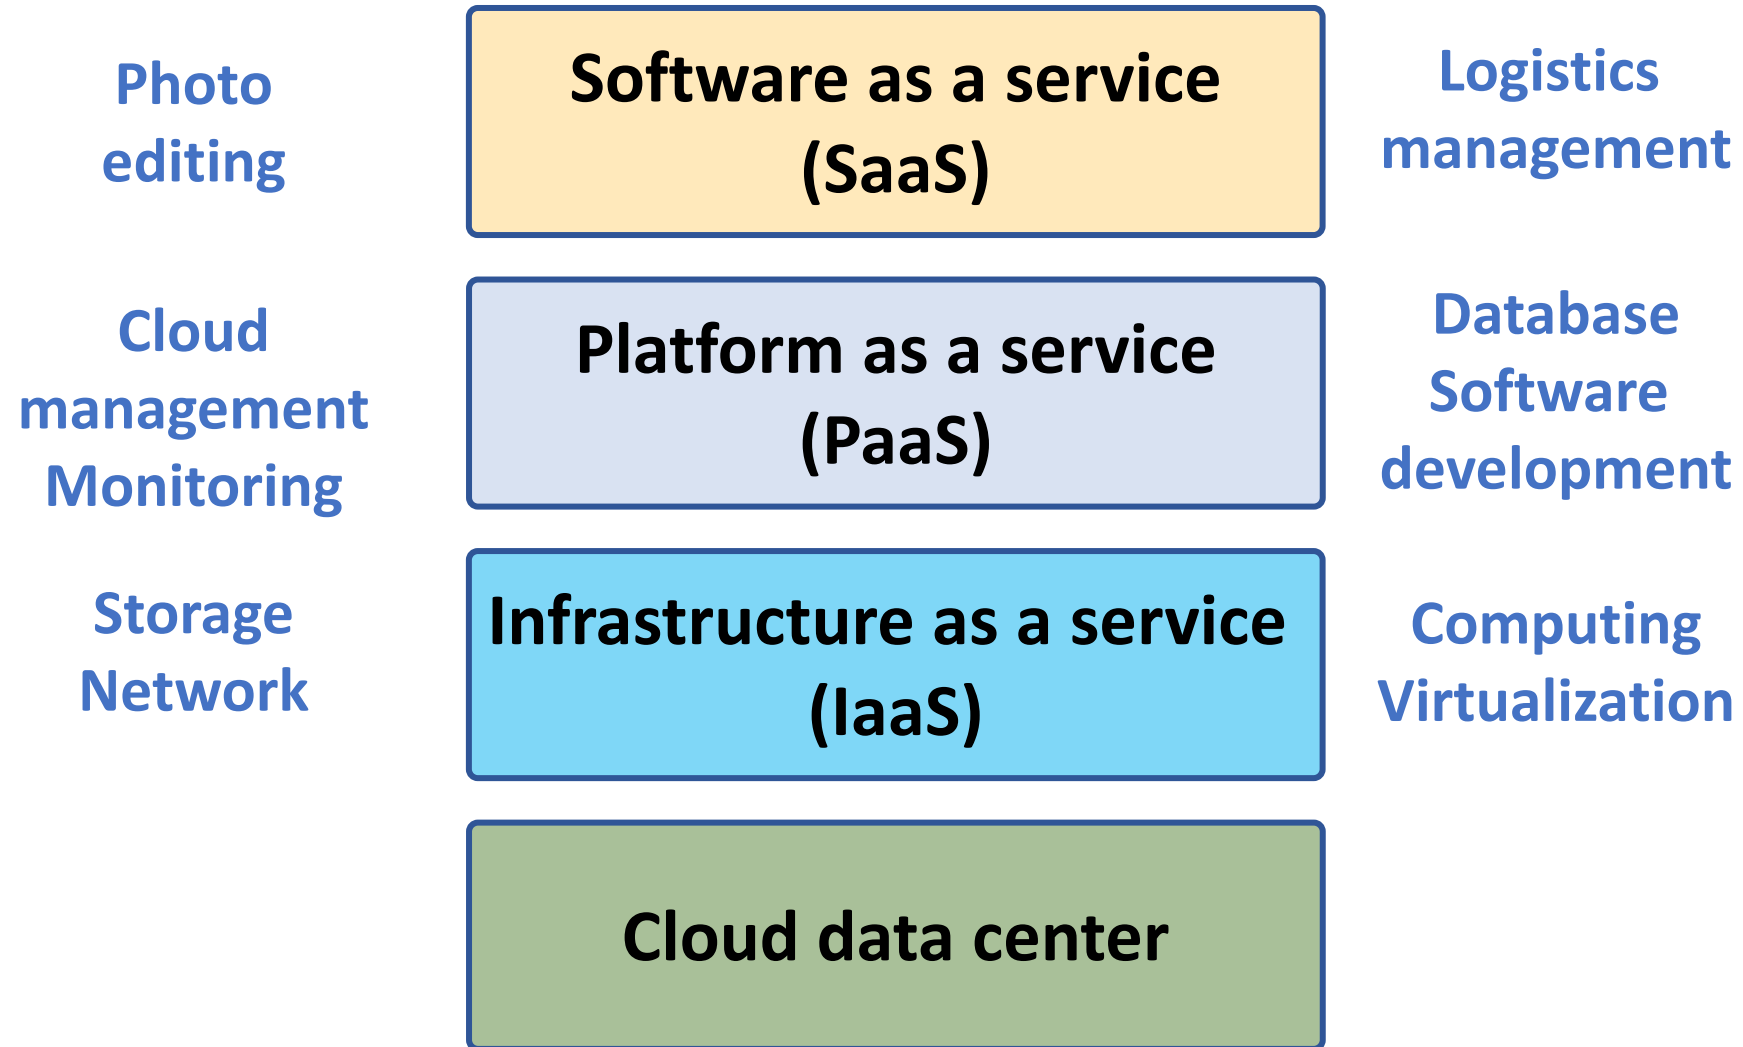 Photo
editing
Software as a service
(SaaS)
Logistics
management
Cloud
management
Monitoring
Platform as a service
(PaaS)
Database
Software
development
Storage
Network
Infrastructure as a service
(IaaS)
Computing
Virtualization
Cloud data center